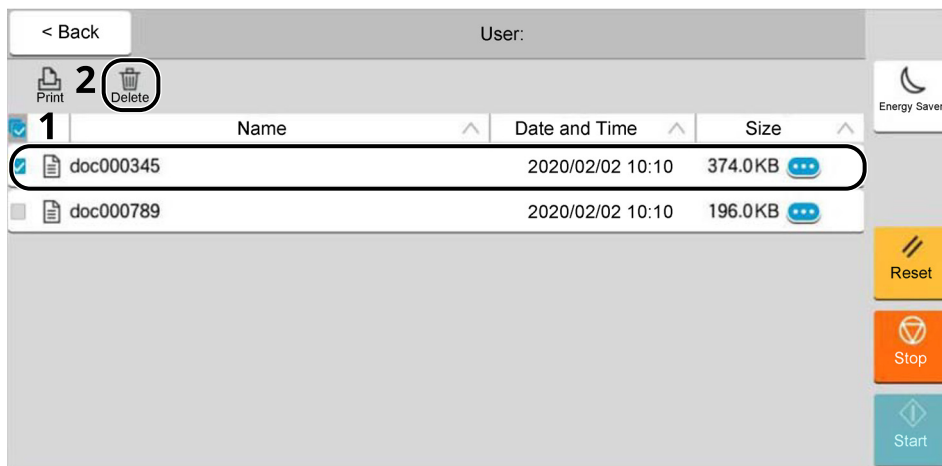 < Back
User:
Print
2
Delete
Energy Saver
1
Name
Date and Time
Size
doc000345
2020/02/02 10:10
374.0KB
doc000789
2020/02/02 10:10
196.0KB
Reset
Stop
Start